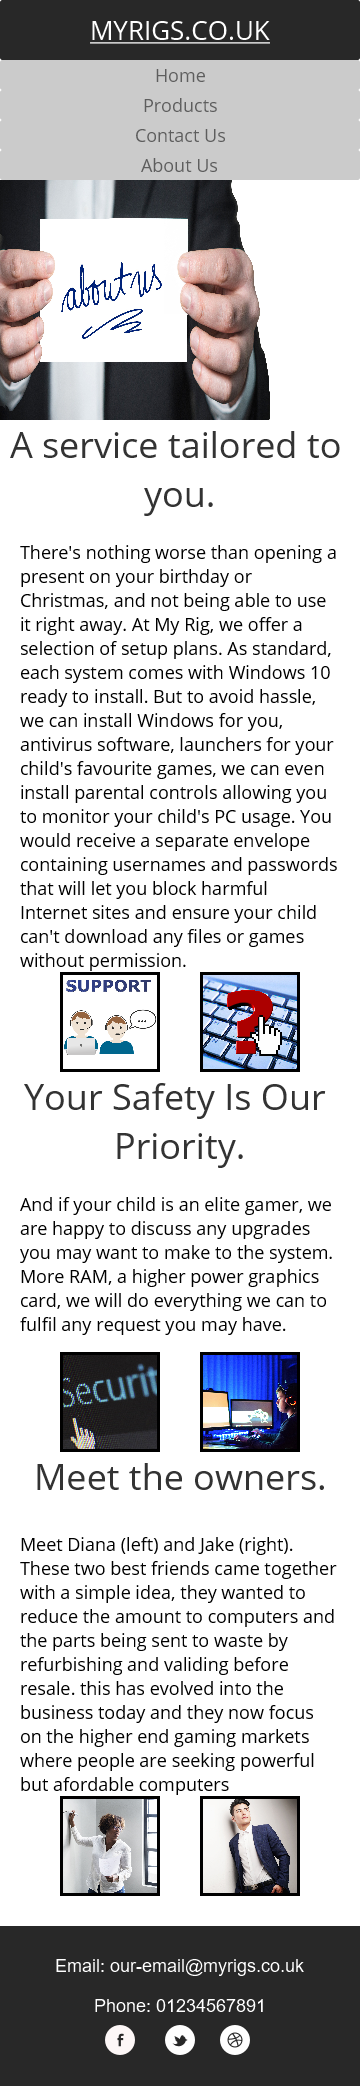 MYRIGS.CO.UK
Home
Products
Contact Us
About Us
about us
A service tailored to
you.
There's nothing worse than opening a
present on your birthday or
Christmas, and not being able to use
it right away. At My Rig, we offer a
selection of setup plans. As standard,
each system comes with Windows 10
ready to install. But to avoid hassle,
we can install Windows for you,
antivirus software, launchers for your
child's favourite games, we can even
install parental controls allowing you
to monitor your child's PC usage. You
would receive a separate envelope
containing usernames and passwords
that will let you block harmful
Internet sites and ensure your child
can't download any files or games
without permission.
SUPPORT
...
?
Your Safety Is Our
Priority.
And if your child is an elite gamer, we
are happy to discuss any upgrades
you may want to make to the system.
More RAM, a higher power graphics
card, we will do everything we can to
fulfil any request you may have.
Securit
Meet the owners.
Meet Diana (left) and Jake (right).
These two best friends came together
with a simple idea, they wanted to
reduce the amount to computers and
the parts being sent to waste by
refurbishing and validing before
resale. this has evolved into the
business today and they now focus
on the higher end gaming markets
where people are seeking powerful
but afordable computers
Email: our-email@myrigs.co.uk
Phone: 01234567891
f